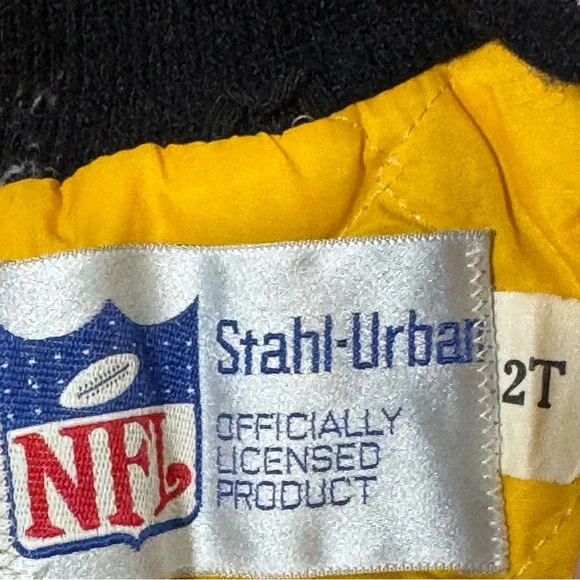 NFL
Stahl-Urban
OFFICIALLY
LICENSED
PRODUCT
2T